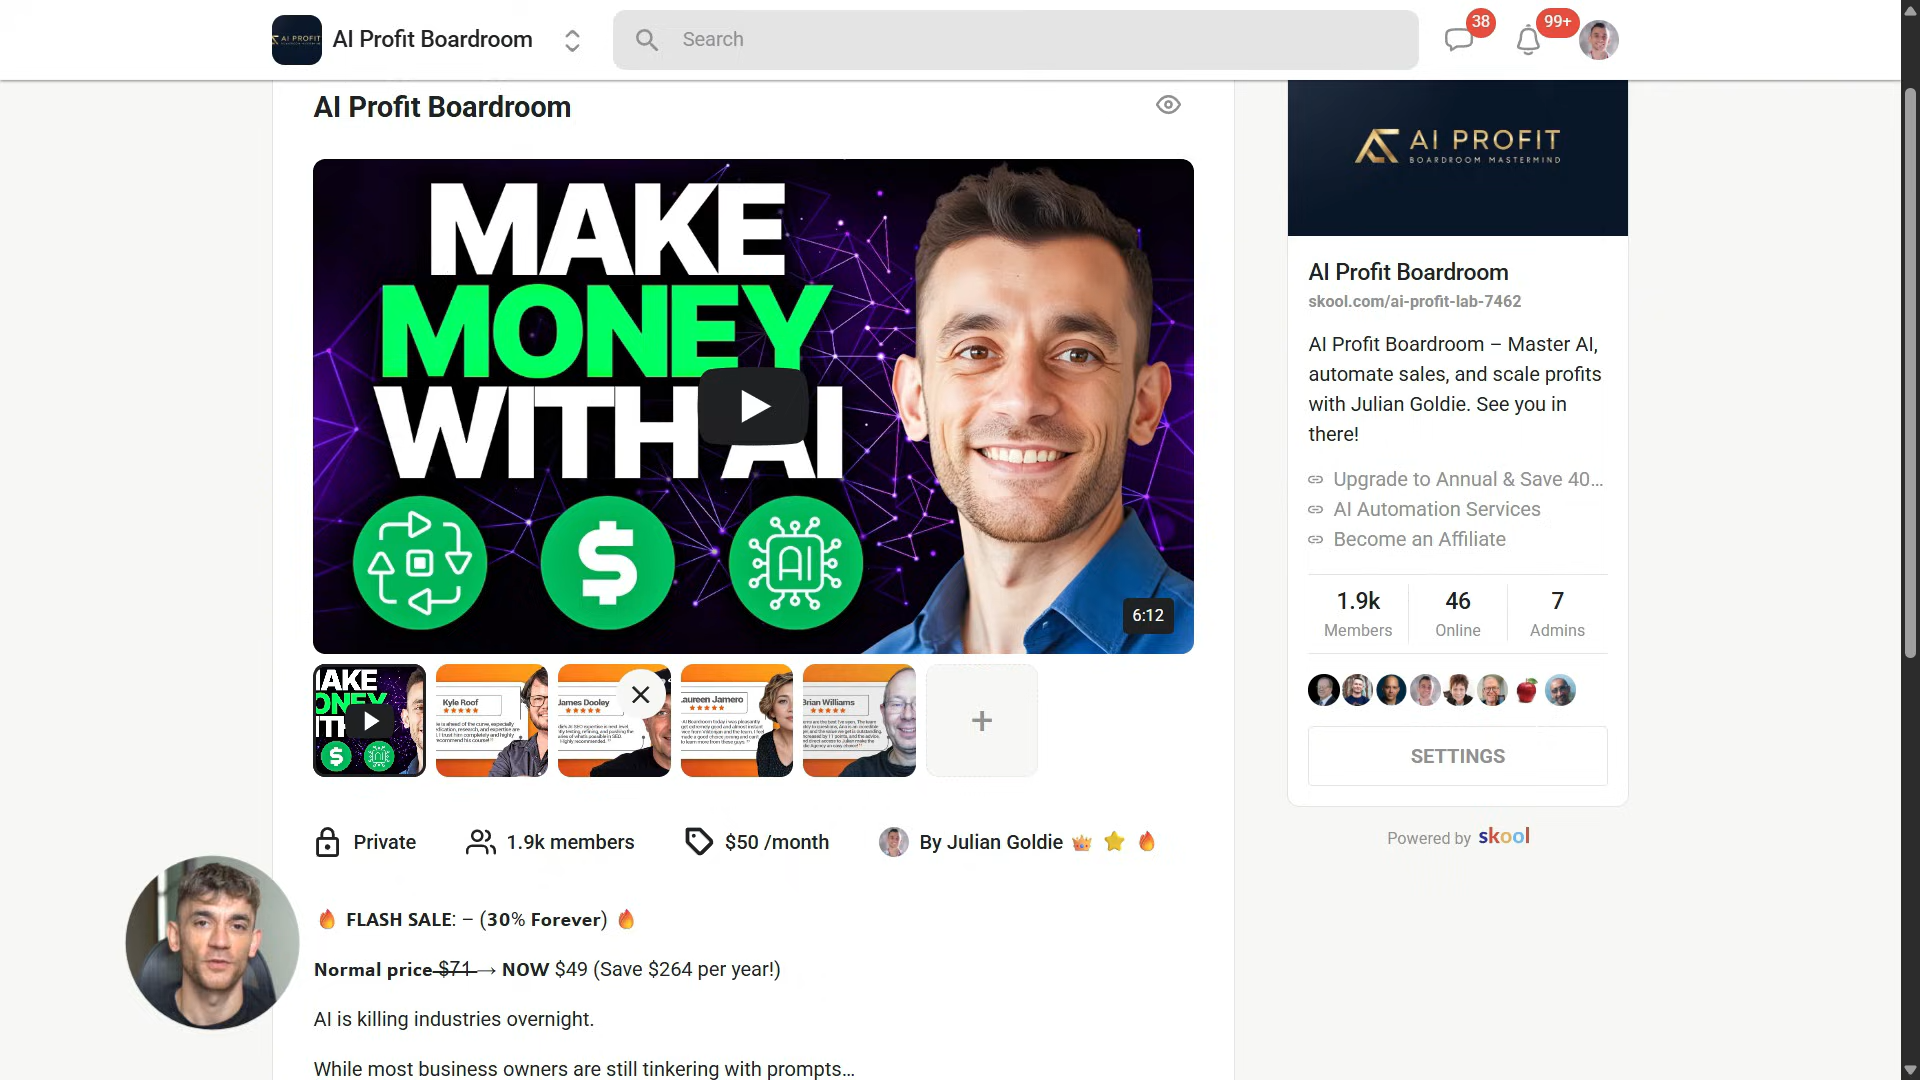 AI PROFIT
AI Profit Boardroom
Search
38
99+
AI Profit Boardroom
MAKE
MONEY
WITH AI
$
AI
6:12
AI PROFIT
BOARDROOM MASTERMIND
AI Profit Boardroom
skool.com/ai-profit-lab-7462
AI Profit Boardroom – Master AI,
automate sales, and scale profits
with Julian Goldie. See you in
there!
Upgrade to Annual & Save 40...
AI Automation Services
Become an Affiliate
1.9k
Members
46
Online
7
Admins
SETTINGS
Powered by skool
Kyle Roof
James Dooley
aureen Jamero
Brian Williams
+
Private
1.9k members
$50 /month
By Julian Goldie 👑 ⭐ 🔥
🔥 FLASH SALE: – (30% Forever) 🔥
Normal price $71 → NOW $49 (Save $264 per year!)
AI is killing industries overnight.
While most business owners are still tinkering with prompts…